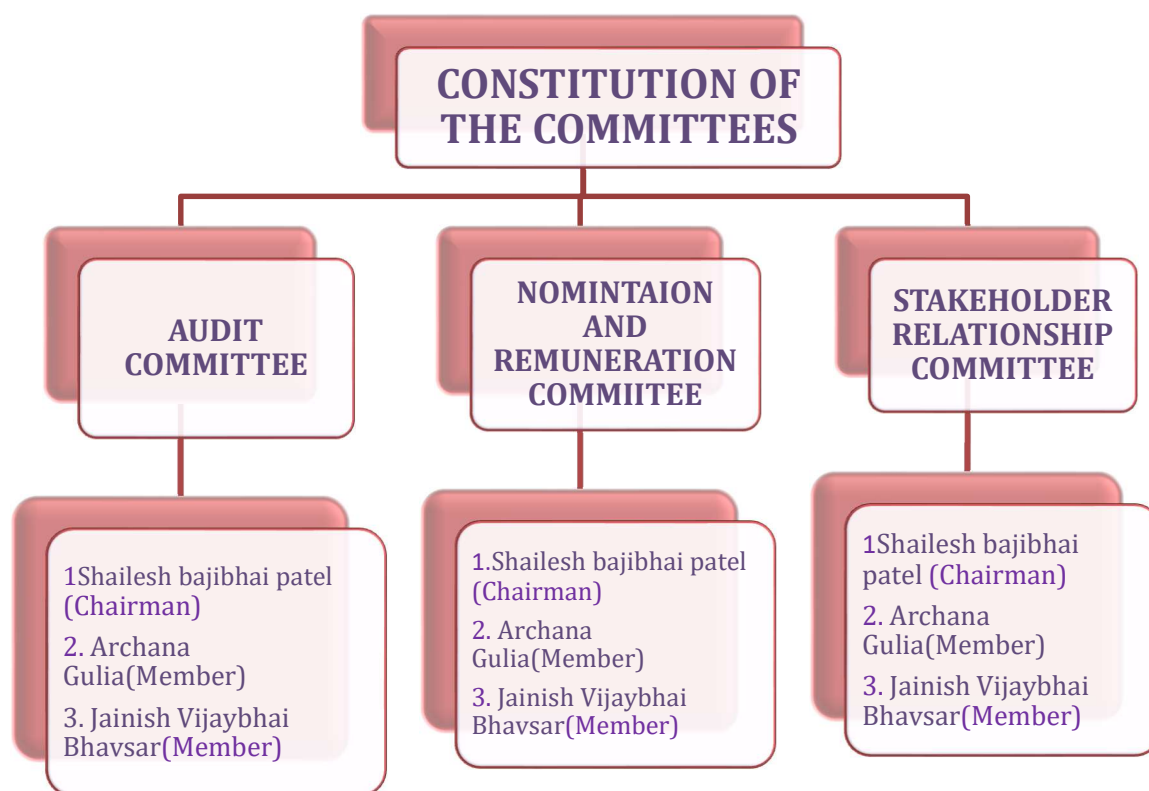 CONSTITUTION OF
THE COMMITTEES
AUDIT
COMMITTEE
NOMINTAION
AND
REMUNERATION
COMMIITEE
STAKEHOLDER
RELATIONSHIP
COMMITTEE
1Shailesh bajibhai patel
(Chairman)
2. Archana
Gulia(Member)
3. Jainish Vijaybhai
Bhavsar(Member)
1.Shailesh bajibhai patel
(Chairman)
2. Archana
Gulia(Member)
3. Jainish Vijaybhai
Bhavsar(Member)
1Shailesh bajibhai
patel (Chairman)
2. Archana
Gulia(Member)
3. Jainish Vijaybhai
Bhavsar(Member)